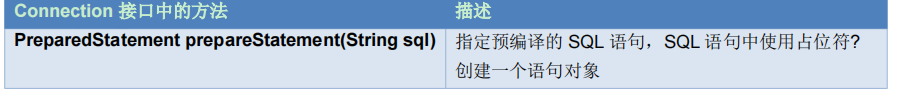 Connection 接口中的方法 描述
PreparedStatement prepareStatement(String sql) 指定预编译的 SQL 语句，SQL 语句中使用占位符?
创建一个语句对象